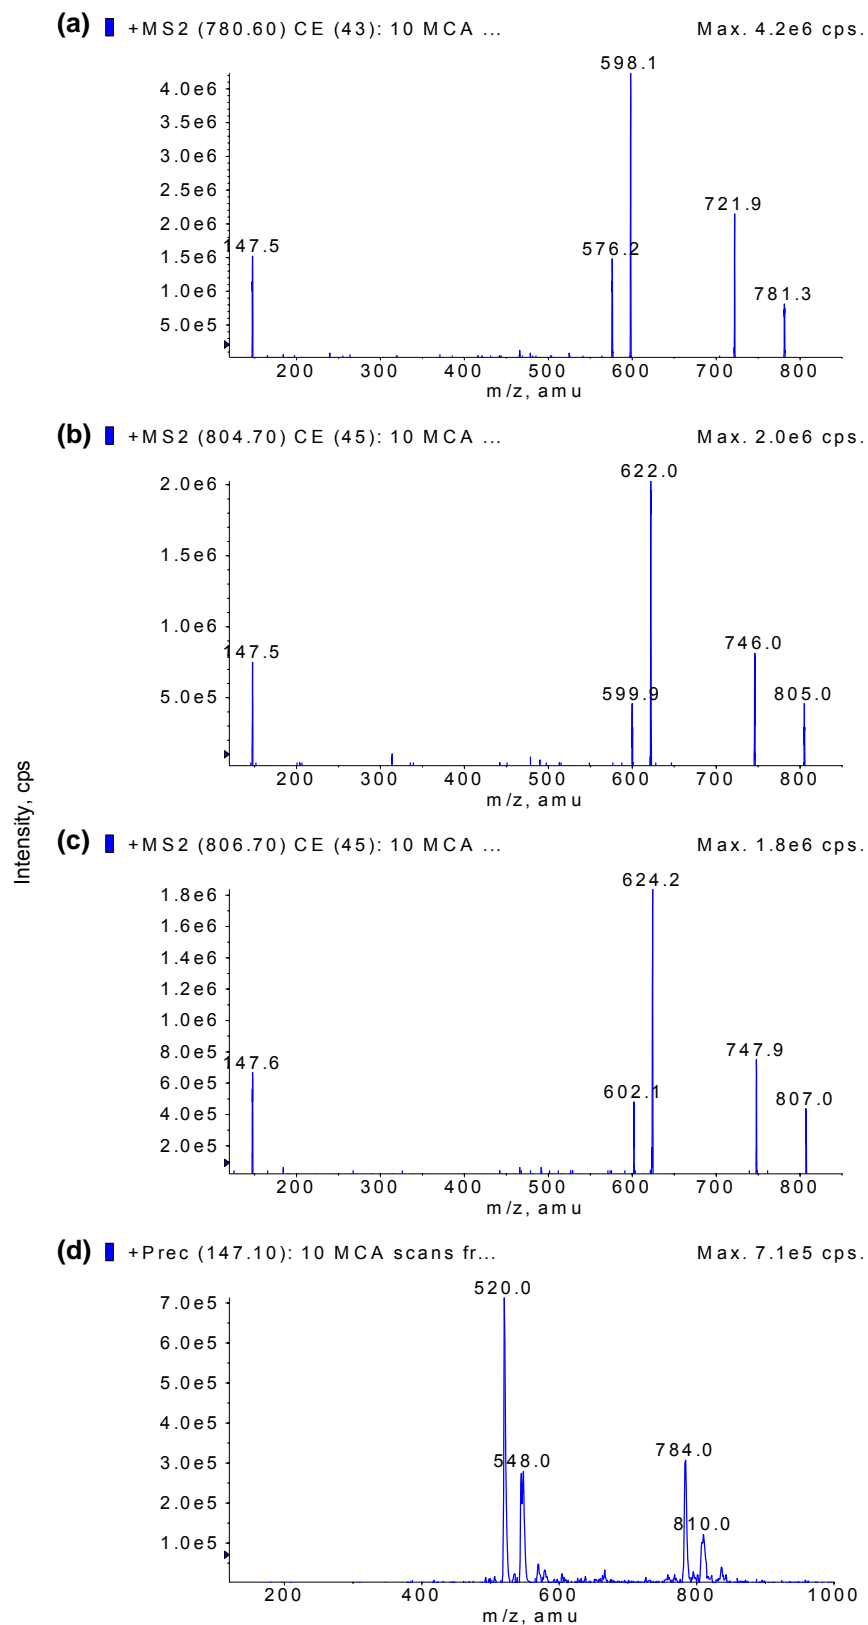 (a) +MS2 (780.60) CE (43): 10 MCA ... Max. 4.2e6 cps.
598.1
4.0e6
3.5e6
3.0e6
2.5e6
721.9
2.0e6
147.5 576.2
1.5e6
781.3
1.0e6
5.0e5
200 300 400 500 600 700 800
m/z, amu
(b) +MS2 (804.70) CE (45): 10 MCA ... Max. 2.0e6 cps.
622.0
2.0e6
1.5e6
746.0
147.5
1.0e6
599.9 805.0
5.0e5
200 300 400 500 600 700 800
m/z, amu
Intensity, cps
(c) +MS2 (806.70) CE (45): 10 MCA ... Max. 1.8e6 cps.
624.2
1.8e6
1.6e6
1.4e6
1.2e6
1.0e6
747.9
8.0e5
147.6
602.1 807.0
6.0e5
4.0e5
2.0e5
200 300 400 500 600 700 800
m/z, amu
(d) +Prec (147.10): 10 MCA scans fr... Max. 7.1e5 cps.
520.0
7.0e5
6.0e5
5.0e5
4.0e5
784.0
548.0
3.0e5
2.0e5
810.0
1.0e5
200 400 600 800 1000
m/z, amu